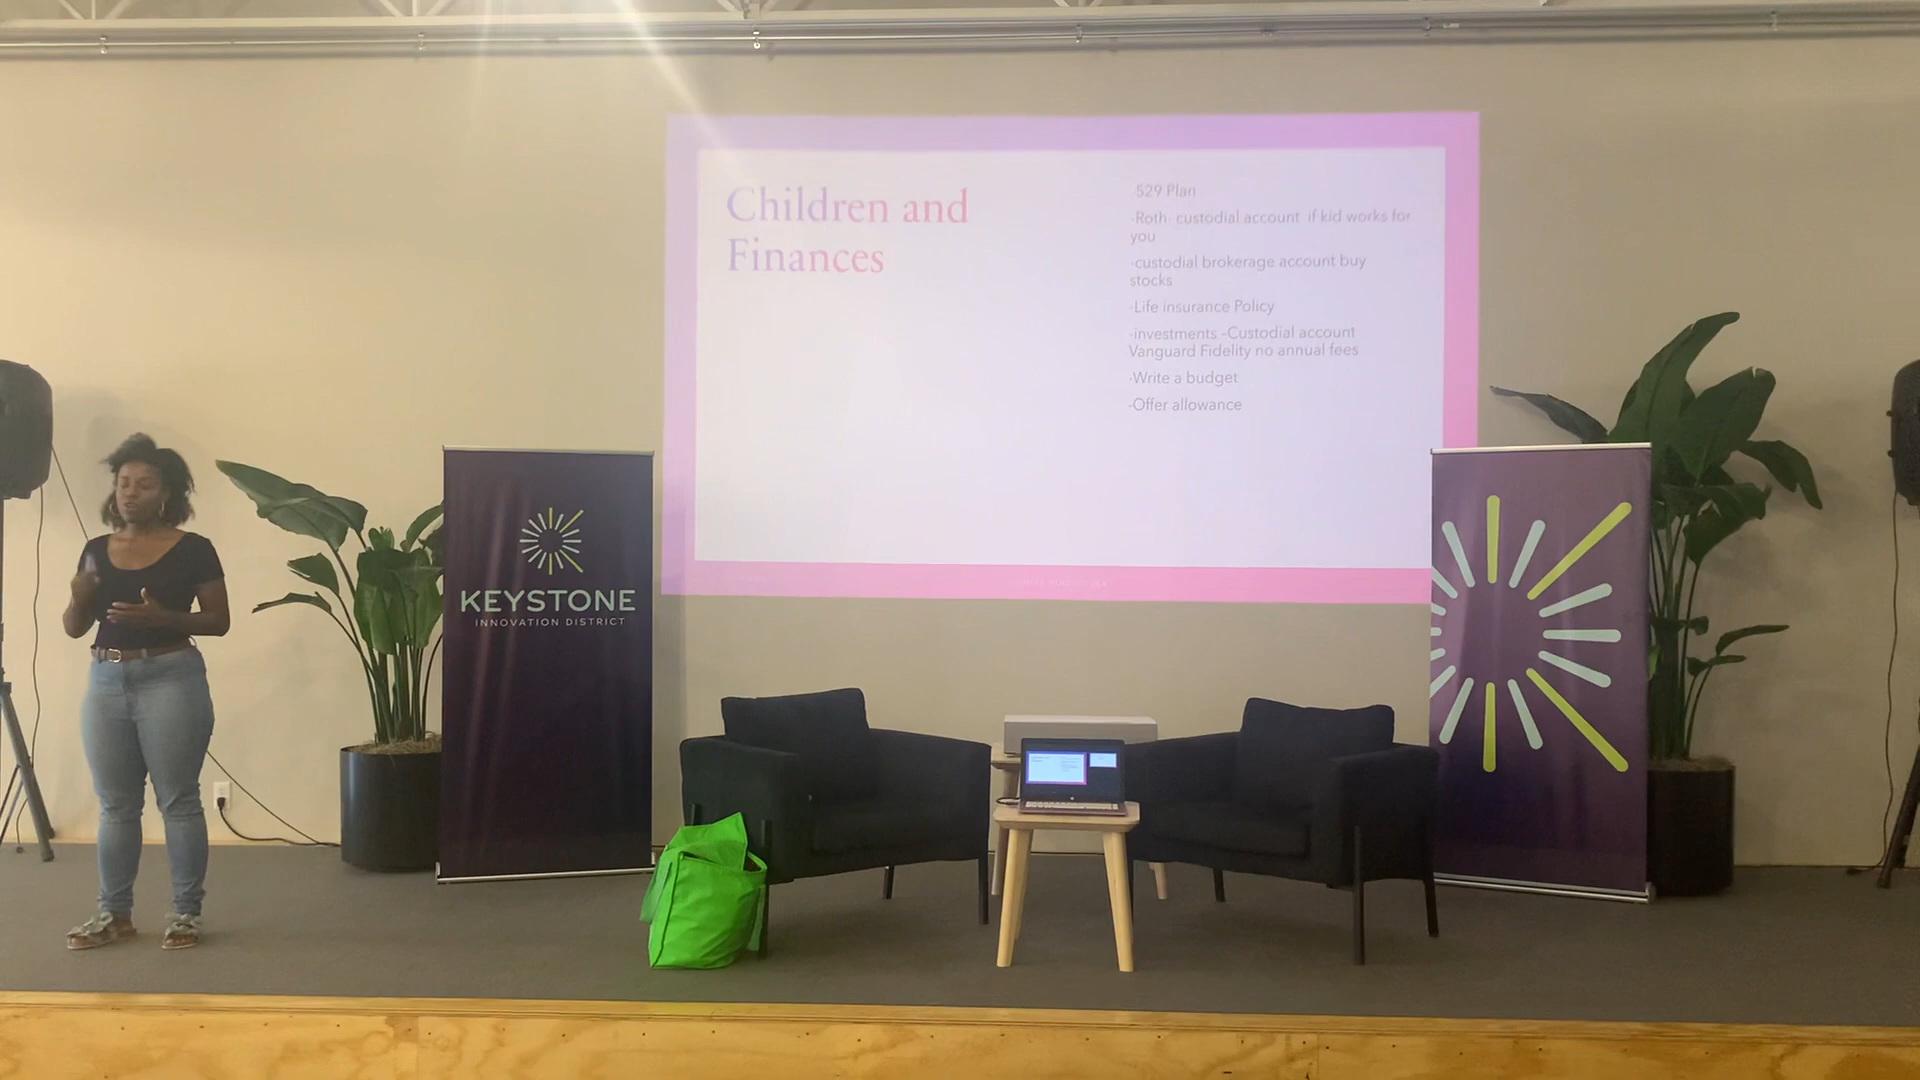 Children and
Finances
529 Plan
-Roth- custodial account if kid works for
you
-custodial brokerage account buy
stocks
-Life insurance Policy
-investments -Custodial account
Vanguard Fidelity no annual fees
-Write a budget
-Offer allowance
KEYSTONE
INNOVATION DISTRICT